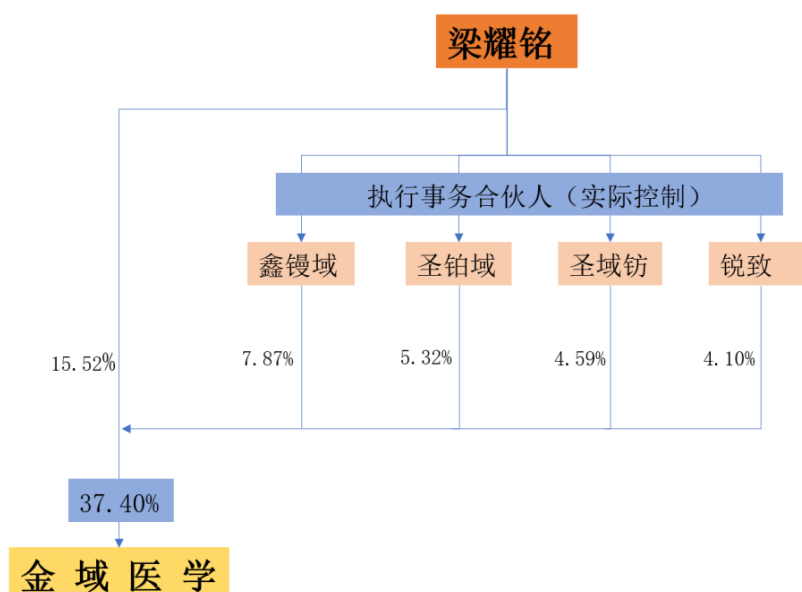 梁耀铭
执行事务合伙人（实际控制）
鑫镘域
圣铂域
圣域钫
锐致
15.52%
7.87%
5.32%
4.59%
4.10%
37.40%
金域医学